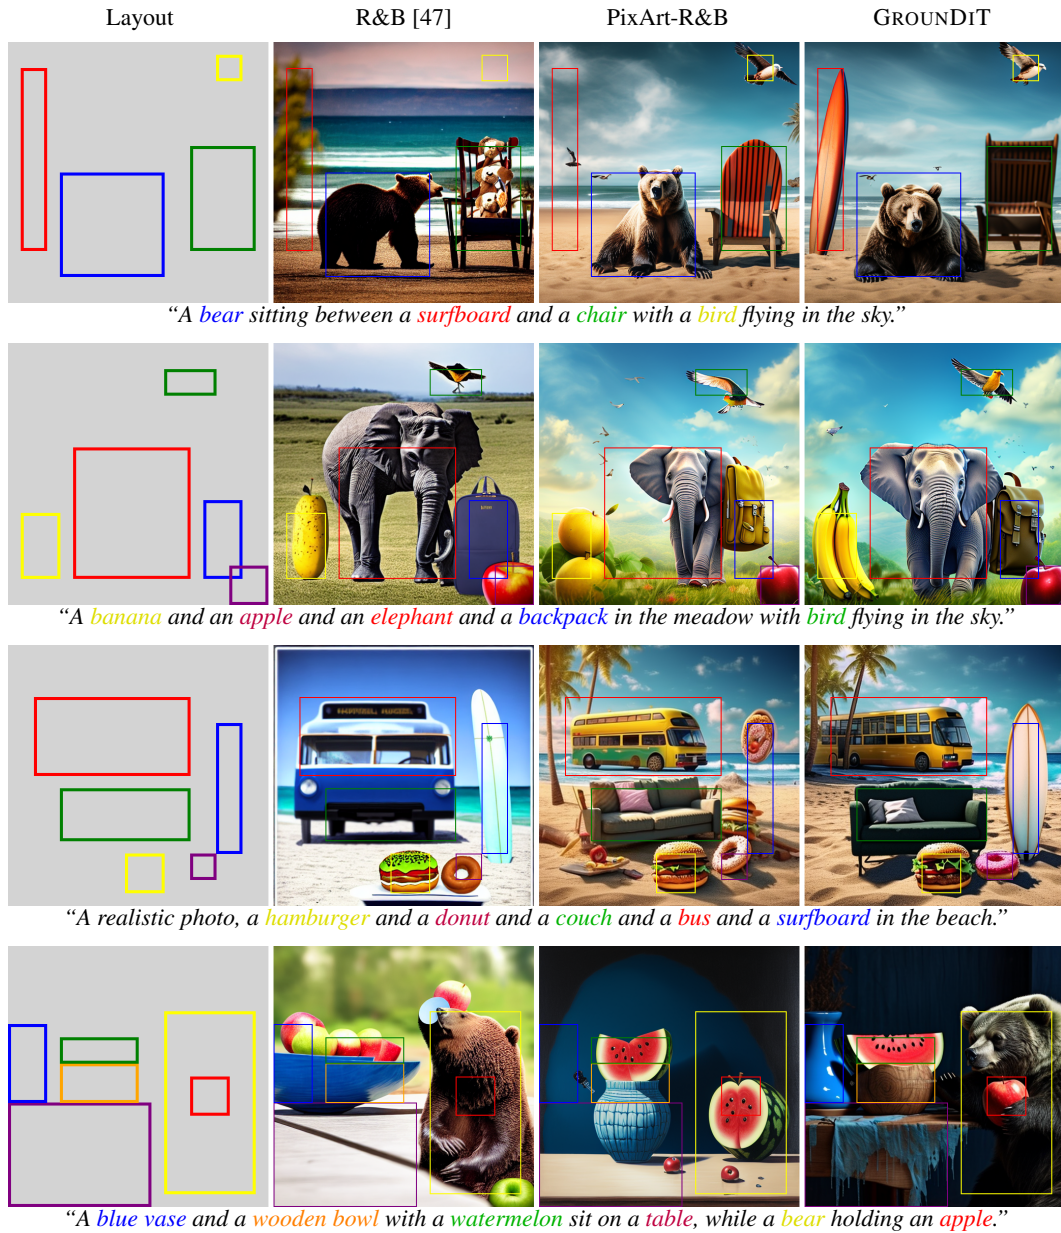 Layout R&B [47] PixArt-R&B GROUNDIT
“A bear sitting between a surfboard and a chair with a bird flying in the sky.”
“A banana and an apple and an elephant and a backpack in the meadow with bird flying in the sky.”
“A realistic photo, a hamburger and a donut and a couch and a bus and a surfboard in the beach.”
“A blue vase and a wooden bowl with a watermelon sit on a table, while a bear holding an apple.”